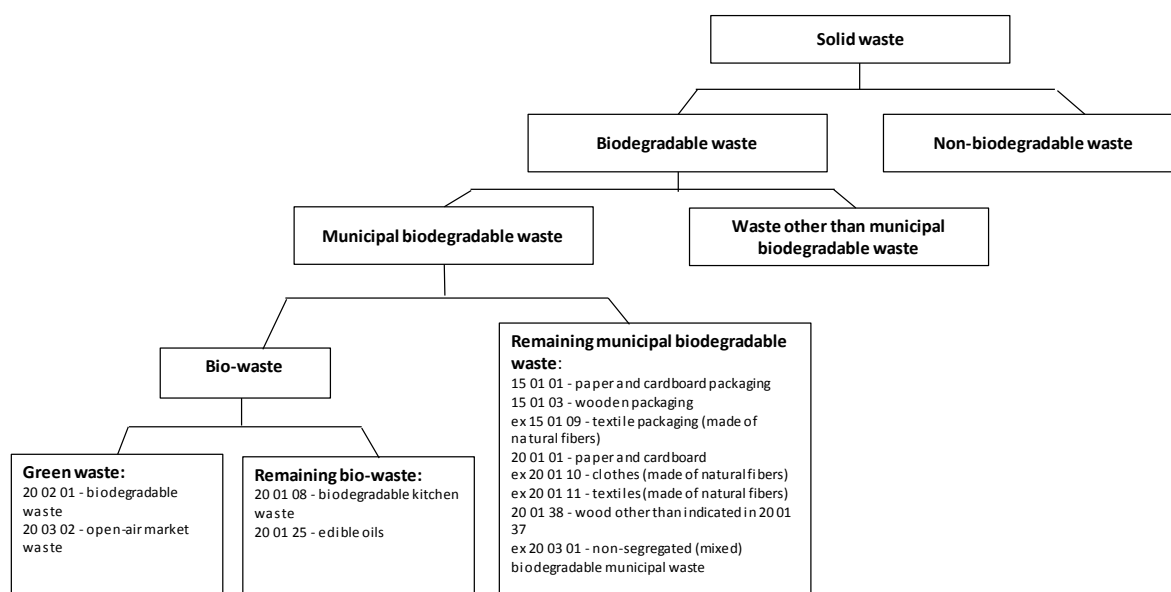 Solid waste
Biodegradable waste
Non-biodegradable waste
Municipal biodegradable waste
Waste other than municipal
biodegradable waste
Bio-waste
Remaining municipal biodegradable
waste:
15 01 01 - paper and cardboard packaging
15 01 03 - wooden packaging
ex 15 01 09 - textile packaging (made of
natural fibers)
20 01 01 - paper and cardboard
ex 20 01 10 - clothes (made of natural fibers)
ex 20 01 11 - textiles (made of natural fibers)
20 01 38 - wood other than indicated in 20 01
37
ex 20 03 01 - non-segregated (mixed)
biodegradable municipal waste
Green waste:
20 02 01 - biodegradable
waste
20 03 02 - open-air market
waste
Remaining bio-waste:
20 01 08 - biodegradable kitchen
waste
20 01 25 - edible oils